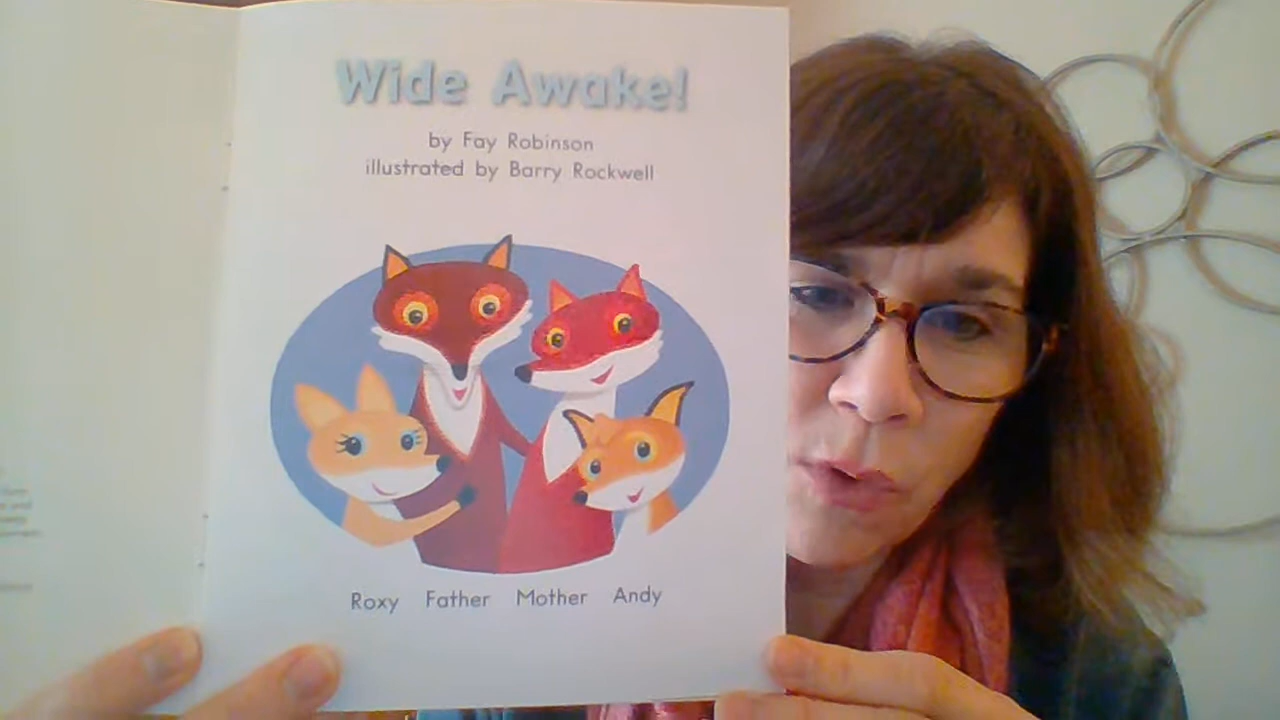 Wide Awake!
by Fay Robinson
illustrated by Barry Rockwell
Roxy Father Mother Andy